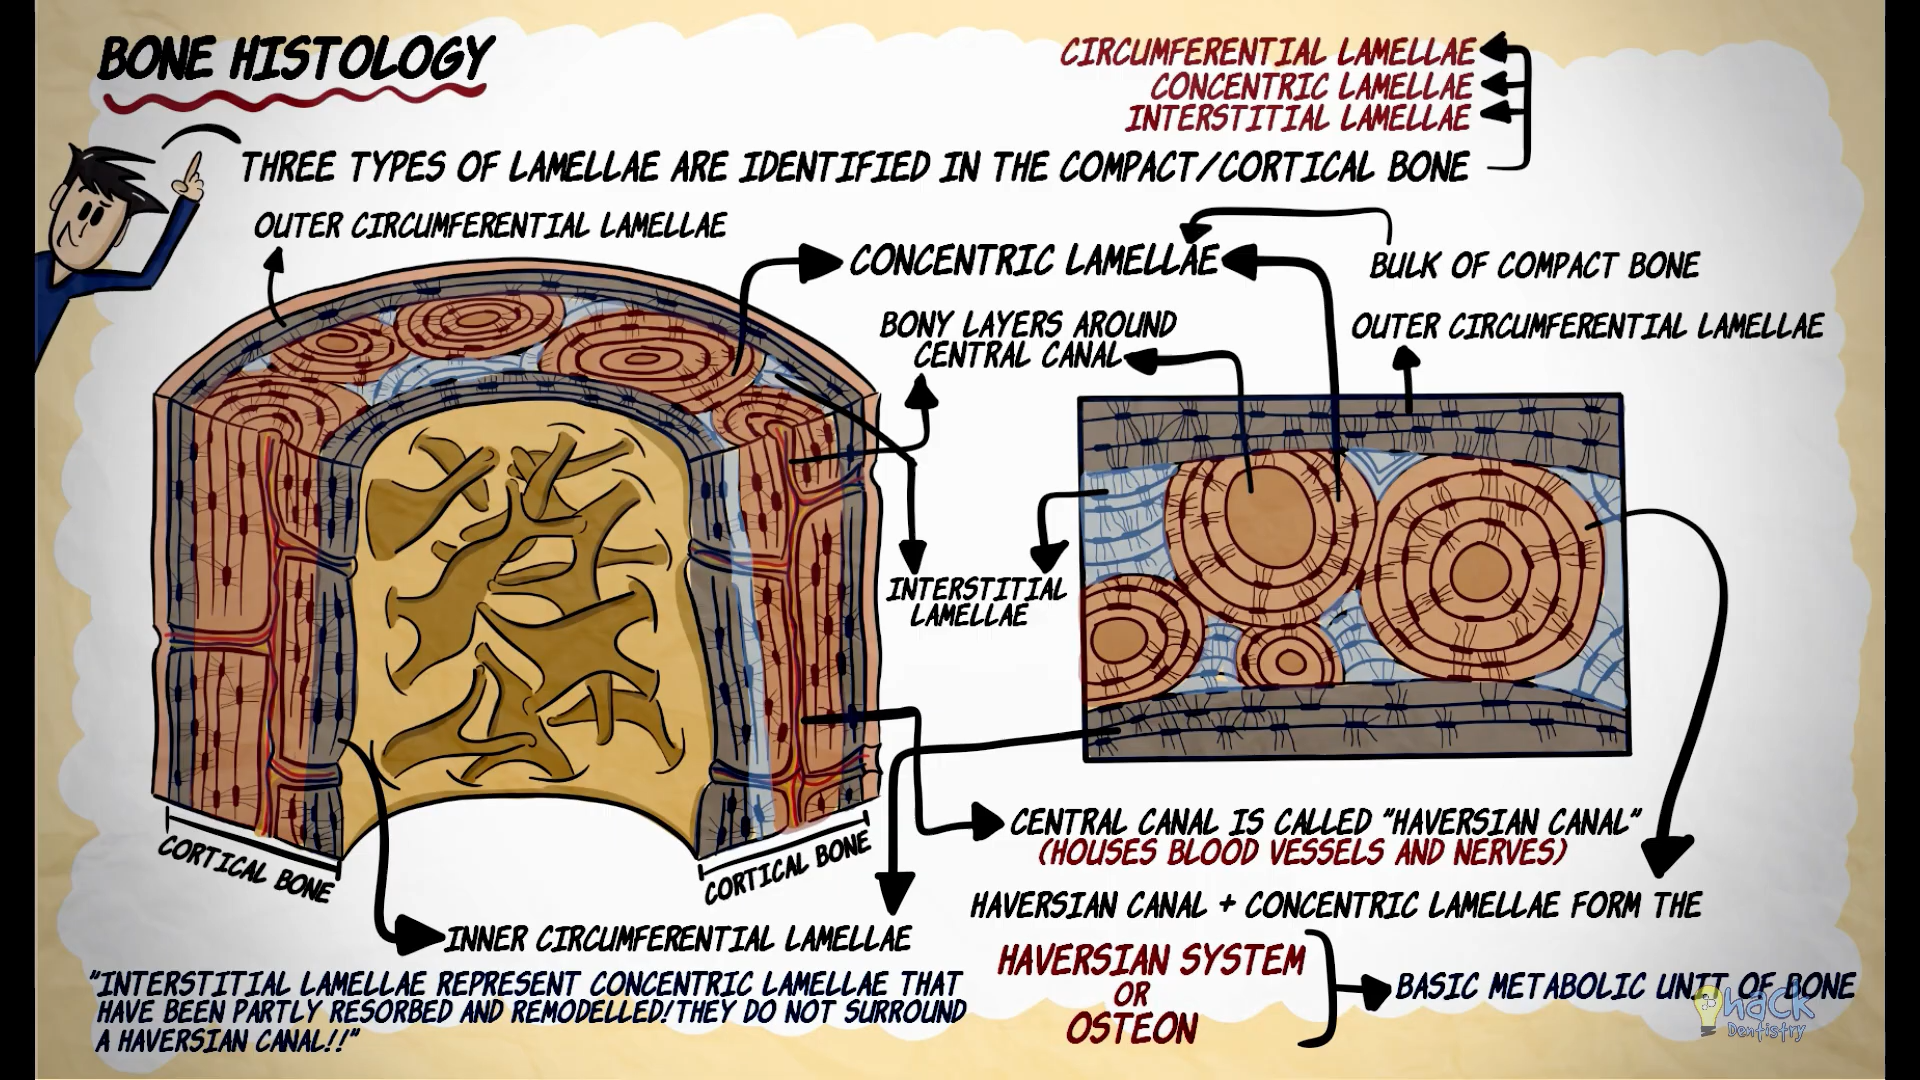 BONE HISTOLOGY
CIRCUMFERENTIAL LAMELLAE
CONCENTRIC LAMELLAE
INTERSTITIAL LAMELLAE
THREE TYPES OF LAMELLAE ARE IDENTIFIED IN THE COMPACT/CORTICAL BONE
OUTER CIRCUMFERENTIAL LAMELLAE
CONCENTRIC LAMELLAE
BULK OF COMPACT BONE
BONY LAYERS AROUND
CENTRAL CANAL
OUTER CIRCUMFERENTIAL LAMELLAE
INTERSTITIAL
LAMELLAE
CENTRAL CANAL IS CALLED "HAVERSIAN CANAL"
(HOUSES BLOOD VESSELS AND NERVES)
CORTICAL BONE
CORTICAL BONE
HAVERSIAN CANAL + CONCENTRIC LAMELLAE FORM THE
INNER CIRCUMFERENTIAL LAMELLAE
HAVERSIAN SYSTEM
OR
OSTEON
BASIC METABOLIC UNIT OF BONE
"INTERSTITIAL LAMELLAE REPRESENT CONCENTRIC LAMELLAE THAT
HAVE BEEN PARTLY RESORBED AND REMODELLED! THEY DO NOT SURROUND
A HAVERSIAN CANAL!!"
hack
Dentistry